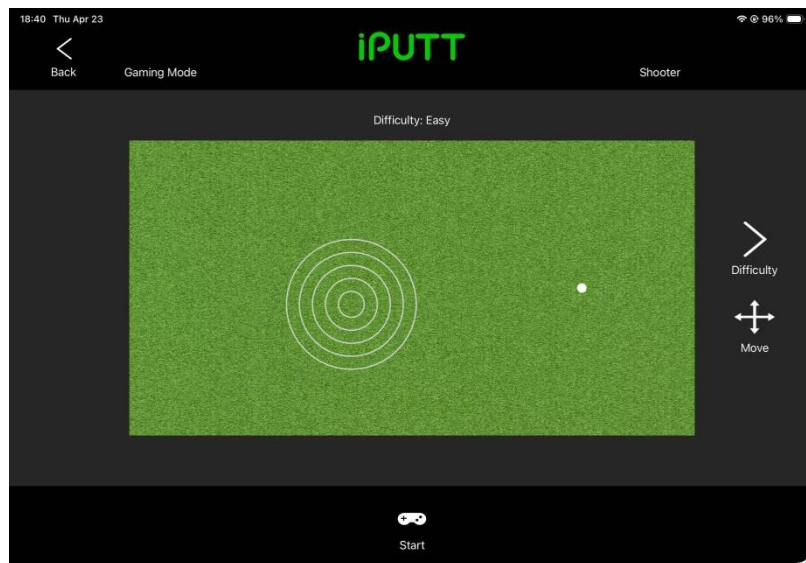 18:40 Thu Apr 23
96%
iPUTT
Back
Gaming Mode
Shooter
Difficulty: Easy
Difficulty
Move
Start